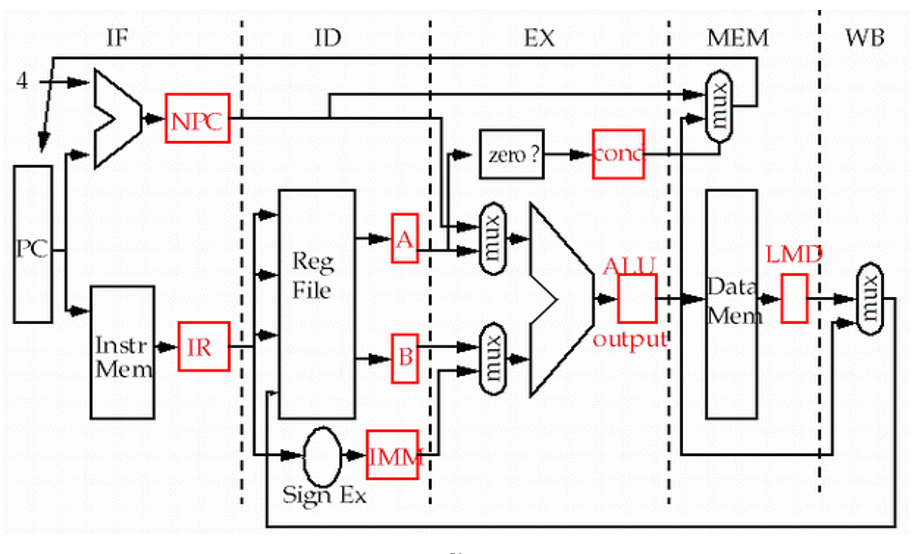 IF ID EX MEM WB
4
NPC
mux
zero ?
cond
PC
Reg
File
A
mux
ALU
output
LMD
Data
Mem
mux
Instr
Mem
IR
B
mux
IMM
Sign Ex